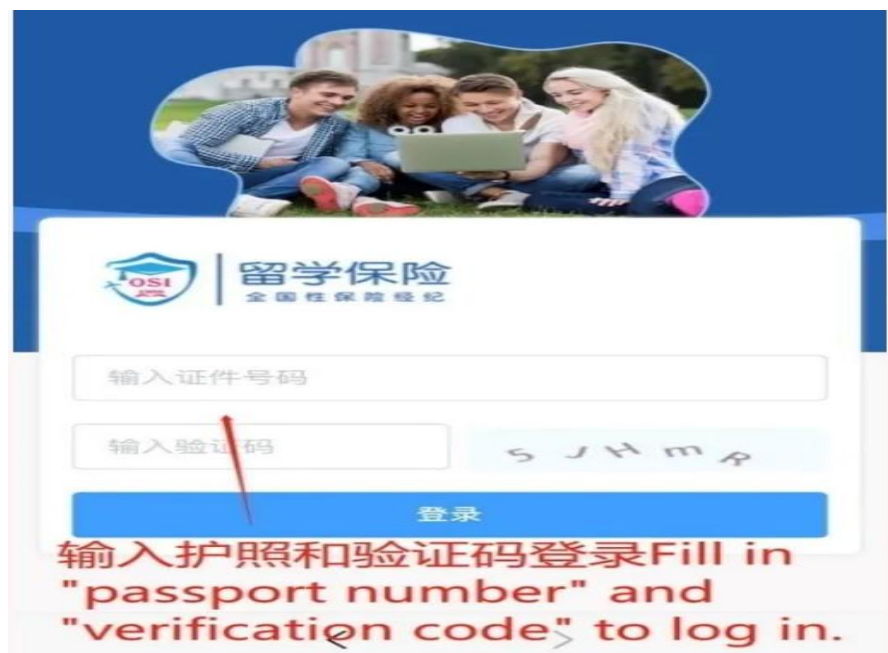 OSI
留学保险
全国性保险经纪
输入证件号码
输入验证码
5 J H m R
登录
输入护照和验证码登录Fill in
"passport number" and
"verification code" to log in.